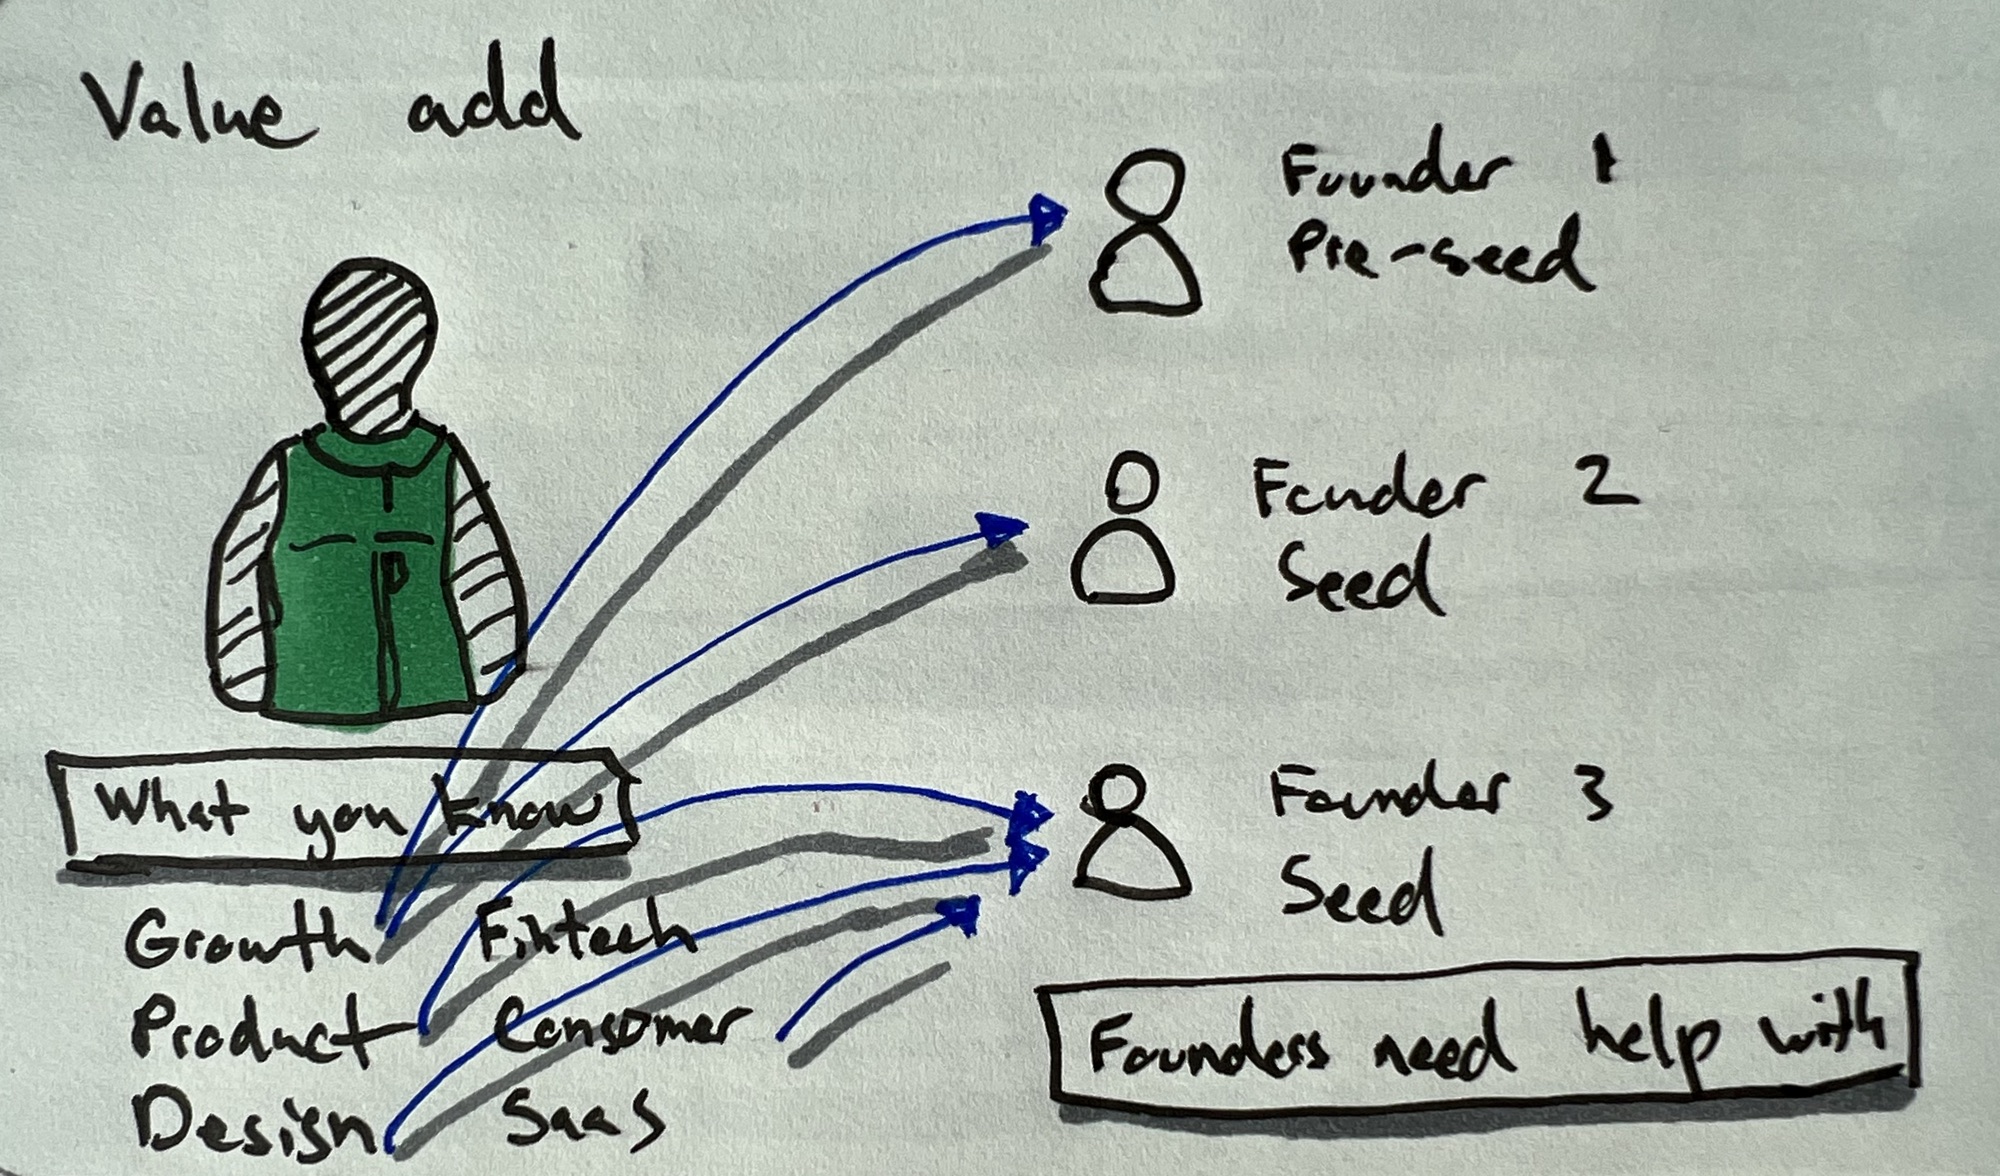 Value add
Founder 1
Pre-seed
Founder 2
Seed
Founder 3
Seed
What you know
Growth Fintech
Product Consumer
Design SaaS
Founders need help with